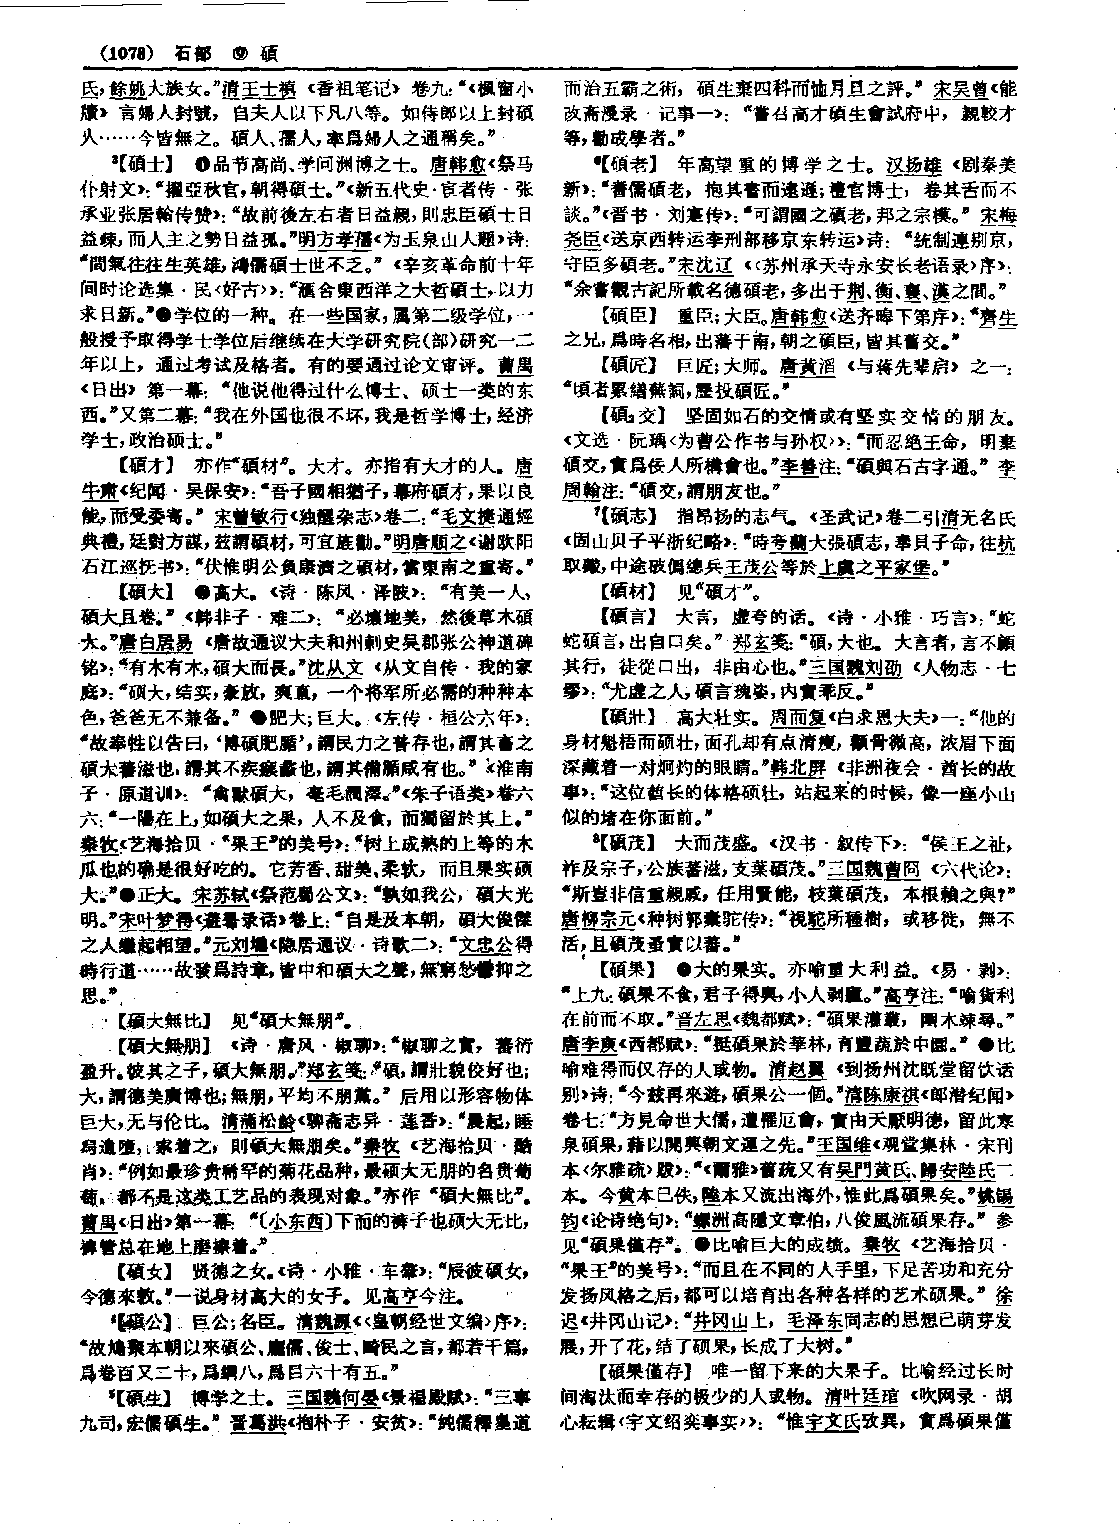 (1078) 石部 ⑨ 碩
氏，餘姚大族女。”清王士禛《香祖笔记》卷九：“《楓窗小
牘》言婦人封號，自夫人以下凡八等。如侍郎以上封碩
人……今皆無之。碩人、孺人，率爲婦人之通稱矣。”
³【碩士】 ❶品节高尚、学问渊博之士。唐韩愈《祭马
仆射文》：“擢亞秋官，朝得碩士。”《新五代史·宦者传·张
承业张居翰传赞》：“故前後左右者日益親，則忠臣碩士日
益疎，而人主之勢日益孤。”明方孝孺《为玉泉山人题》诗：
“間氣往往生英雄，鴻儒碩士世不乏。”《辛亥革命前十年
间时论选集·民〈好古〉》：“滙合東西洋之大哲碩士，以力
求日新。”❷学位的一种。在一些国家，属第二级学位，一
般授予取得学士学位后继续在大学研究院(部)研究一二
年以上，通过考试及格者。有的要通过论文审评。曹禺
《日出》第一幕：“他说他得过什么博士、硕士一类的东
西。”又第二幕：“我在外国也很不坏，我是哲学博士，经济
学士，政治硕士。”
【碩才】 亦作“碩材”。大才。亦指有大才的人。唐
牛肃《纪闻·吴保安》：“吾子國相猶子，幕府碩才，果以良
能，而受委寄。”宋曾敏行《独醒杂志》卷二：“毛文捷通經
典禮，廷對方謀，兹謂碩材，可宜旌勸。”明唐顺之《谢欧阳
石江巡抚书》：“伏惟明公負康濟之碩材，當東南之重寄。”
【碩大】 ❶高大。《诗·陈风·泽陂》：“有美一人，
碩大且卷。”《韩非子·难二》：“必壤地美，然後草木碩
大。”唐白居易《唐故通议大夫和州刺史吴郡张公神道碑
铭》：“有木有木，碩大而長。”沈从文《从文自传·我的家
庭》：“硕大，结实，豪放，爽直，一个将军所必需的种种本
色，爸爸无不兼备。”❷肥大；巨大。《左传·桓公六年》：
“故奉牲以告曰，‘博碩肥腯’，謂民力之普存也，謂其畜之
碩大蕃滋也，謂其不疾瘯蠡也，謂其備腯咸有也。”《淮南
子·原道训》：“禽獸碩大，毫毛潤澤。”《朱子语类》卷六
六：“一陽在上，如碩大之果，人不及食，而獨留於其上。”
秦牧《艺海拾贝·“果王”的美号》：“树上成熟的上等的木
瓜也的确是很好吃的。它芳香、甜美、柔软，而且果实硕
大。”❸正大。宋苏轼《祭范蜀公文》：“孰如我公，碩大光
明。”宋叶梦得《避暑录话》卷上：“自是及本朝，碩大俊傑
之人繼起相望。”元刘壎《隐居通议·诗歌二》：“文忠公得
時行道……故發爲詩章，皆中和碩大之聲，無窮愁鬱抑之
思。”
【碩大無比】 见“碩大無朋”。
【碩大無朋】 《诗·唐风·椒聊》：“椒聊之實，蕃衍
盈升。彼其之子，碩大無朋。”郑玄笺：“碩，謂壯貌佼好也；
大，謂德美廣博也；無朋，平均不朋黨。”后用以形容物体
巨大，无与伦比。清蒲松龄《聊斋志异·莲香》：“晨起，睡
舄遺墮，索着之，則碩大無朋矣。”秦牧《艺海拾贝·酷
肖》：“例如最珍贵稀罕的菊花品种，最硕大无朋的名贵葡
萄，都不是这类工艺品的表现对象。”亦作“碩大無比”。
曹禺《日出》第一幕：“〔小东西〕下面的裤子也硕大无比，
裤管总在地上磨擦着。”
【碩女】 贤德之女。《诗·小雅·车舝》：“辰彼碩女，
令德來教。”一说身材高大的女子。见高亨今注。
⁴【碩公】 巨公；名臣。清魏源《〈皇朝经世文编〉序》：
“故煸聚本朝以來碩公、龐儒、俊士、畸民之言，都若干篇，
爲卷百又二十，爲綱八，爲目六十有五。”
⁵【碩生】 博学之士。三国魏何晏《景福殿赋》：“三事
九司，宏儒碩生。”晋葛洪《抱朴子·安贫》：“純儒釋皇道
而治五霸之術，碩生棄四科而恤月旦之評。”宋吴曾《能
改斋漫录·记事一》：“嘗召高才碩生會試府中，親較才
等，勸成學者。”
⁶【碩老】 年高望重的博学之士。汉扬雄《剧秦美
新》：“耆儒碩老，抱其書而遠遜；禮官博士，卷其舌而不
談。”《晋书·刘寔传》：“可謂國之碩老，邦之宗模。”宋梅
尧臣《送京西转运李刑部移京东转运》诗：“統制連别京，
守臣多碩老。”宋沈辽《〈苏州承天寺永安长老语录〉序》：
“余嘗觀古記所載名德碩老，多出于荆、衡、襄、漢之間。”
【碩臣】 重臣；大臣。唐韩愈《送齐暤下第序》：“齊生
之兄，爲時名相，出藩于南，朝之碩臣，皆其舊交。”
【碩匠】 巨匠；大师。唐黄滔《与蒋先辈启》之一：
“頃者累繕蕪詞，歷投碩匠。”
【碩交】 坚固如石的交情或有坚实交情的朋友。
《文选·阮瑀〈为曹公作书与孙权〉》：“而忍絶王命，明棄
碩交，實爲佞人所構會也。”李善注：“碩與石古字通。”李
周翰注：“碩交，謂朋友也。”
⁷【碩志】 指昂扬的志气。《圣武记》卷二引清无名氏
《固山贝子平浙纪略》：“時夸蘭大張碩志，奉貝子命，往杭
取藥，中途破僞總兵王茂公等於上虞之平家堡。”
【碩材】 见“碩才”。
【碩言】 大言，虚夸的话。《诗·小雅·巧言》：“蛇
蛇碩言，出自口矣。”郑玄笺：“碩，大也。大言者，言不顧
其行，徒從口出，非由心也。”三国魏刘劭《人物志·七
缪》：“尤虚之人，碩言瑰姿，内實乖反。”
【碩壯】 高大壮实。周而复《白求恩大夫》一：“他的
身材魁梧而硕壮，面孔却有点清瘦，颧骨微高，浓眉下面
深藏着一对炯灼的眼睛。”韩北屏《非洲夜会·酋长的故
事》：“这位酋长的体格硕壮，站起来的时候，像一座小山
似的堵在你面前。”
⁸【碩茂】 大而茂盛。《汉书·叙传下》：“侯王之祉，
祚及宗子，公族蕃滋，支葉碩茂。”三国魏曹冏《六代论》：
“斯豈非信重親戚，任用賢能，枝葉碩茂，本根賴之與？”
唐柳宗元《种树郭橐驼传》：“視駝所種樹，或移徙，無不
活，且碩茂蚤實以蕃。”
【碩果】 ❶大的果实。亦喻重大利益。《易·剥》：
“上九：碩果不食，君子得輿，小人剥廬。”高亨注：“喻貨利
在前而不取。”晋左思《魏都赋》：“碩果灌叢，圍木竦尋。”
唐李庾《西都赋》：“挺碩果於華林，育豐蔬於中園。”❷比
喻难得而仅存的人或物。清赵翼《到扬州沈既堂留饮话
别》诗：“今兹再來遊，碩果公一個。”清陈康祺《郎潜纪闻》
卷七：“方見命世大儒，遭罹厄會，實由天厭明德，留此寒
泉碩果，藉以開興朝文運之先。”王国维《观堂集林·宋刊
本〈尔雅疏〉跋》：“《爾雅》舊疏又有吴門黄氏、歸安陸氏二
本。今黄本已佚，陸本又流出海外，惟此爲碩果矣。”姚锡
钧《论诗绝句》：“螺洲高隱文章伯，八俊風流碩果存。”参
见“碩果僅存”。❸比喻巨大的成绩。秦牧《艺海拾贝·
“果王”的美号》：“而且在不同的人手里，下足苦功和充分
发扬风格之后，都可以培育出各种各样的艺术硕果。”徐
迟《井冈山记》：“井冈山上，毛泽东同志的思想已萌芽发
展，开了花，结了硕果，长成了大树。”
【碩果僅存】 唯一留下来的大果子。比喻经过长时
间淘汰而幸存的极少的人或物。清叶廷琯《吹网录·胡
心耘辑〈宇文绍奕事实〉》：“惟宇文氏攷異，實爲碩果僅